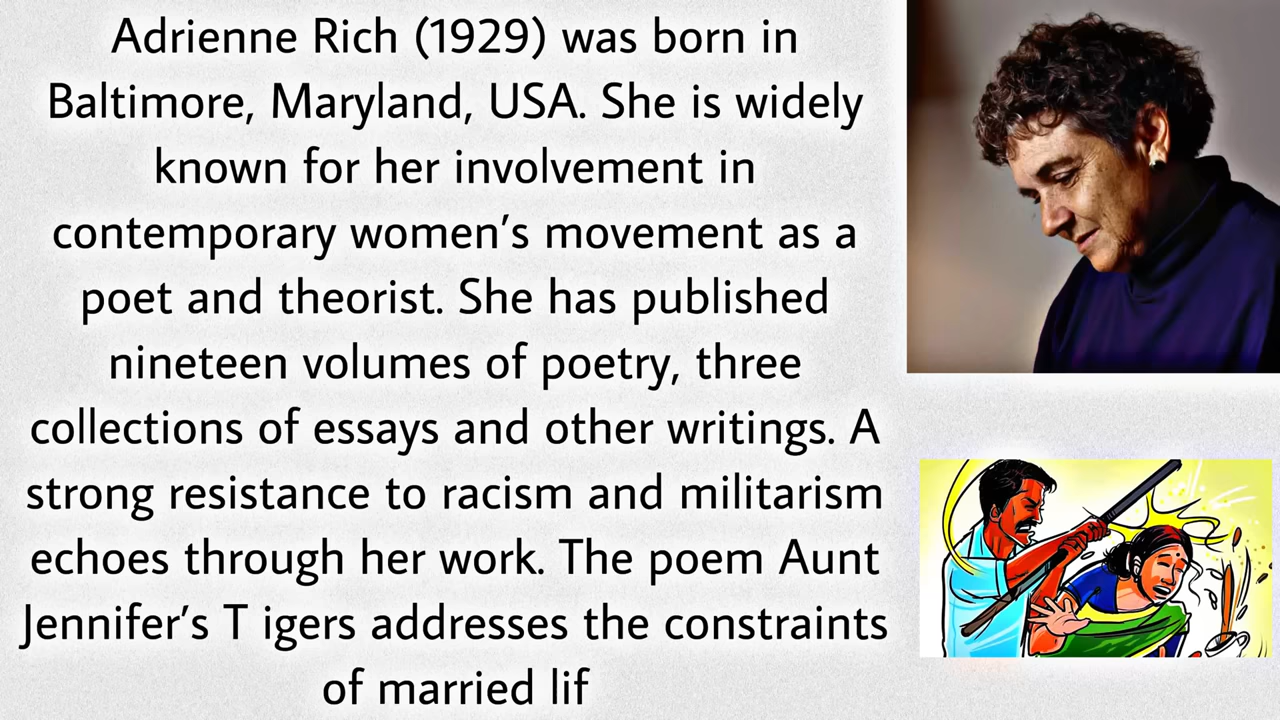 Adrienne Rich (1929) was born in
Baltimore, Maryland, USA. She is widely
known for her involvement in
contemporary women’s movement as a
poet and theorist. She has published
nineteen volumes of poetry, three
collections of essays and other writings. A
strong resistance to racism and militarism
echoes through her work. The poem Aunt
Jennifer’s T igers addresses the constraints
of married lif